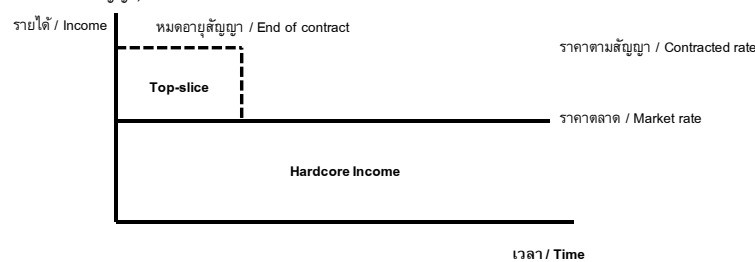 รายได้ / Income
หมดอายุสัญญา / End of contract
ราคาตามสัญญา / Contracted rate
Top-slice
ราคาตลาด / Market rate
Hardcore Income
เวลา / Time